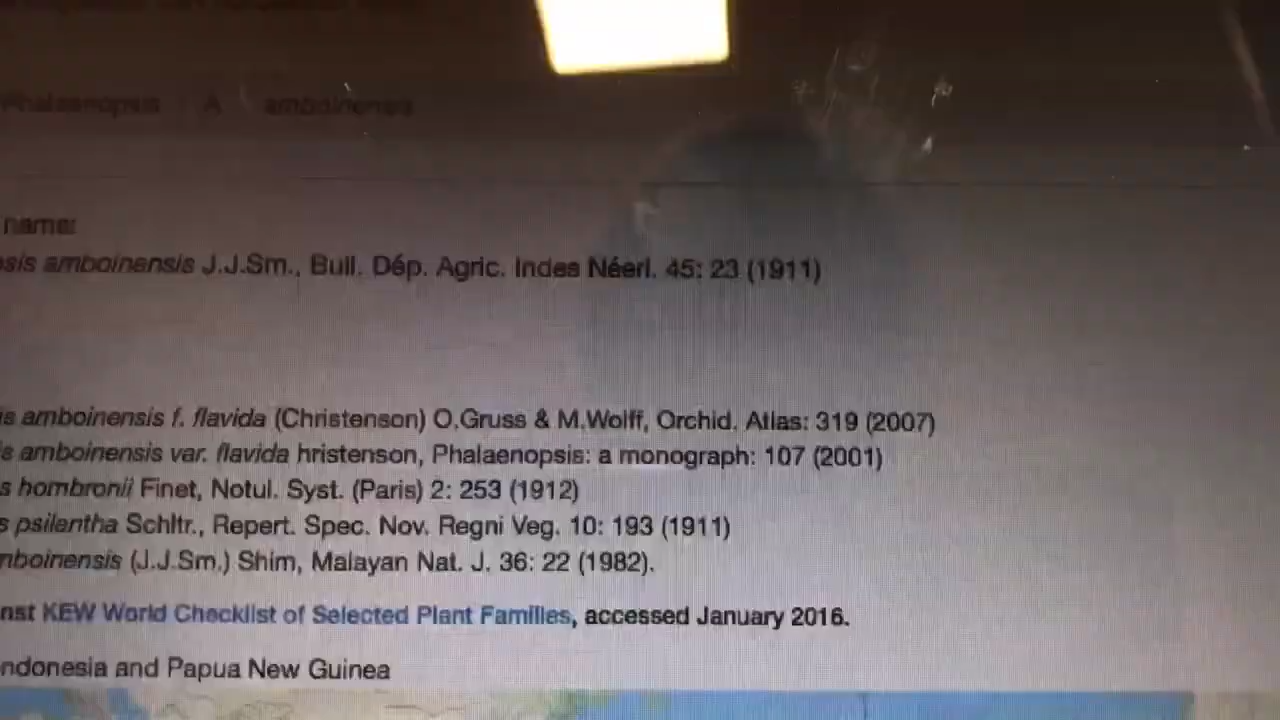 Phalaenopsis A amboinensis
name:
sis amboinensis J.J.Sm., Bull. Dép. Agric. Indes Néerl. 45: 23 (1911)
is amboinensis f. flavida (Christenson) O.Gruss & M.Wolff, Orchid. Atlas: 319 (2007)
s amboinensis var. flavida hristenson, Phalaenopsis: a monograph: 107 (2001)
s hombronii Finet, Notul. Syst. (Paris) 2: 253 (1912)
s psilantha Schltr., Repert. Spec. Nov. Regni Veg. 10: 193 (1911)
mboinensis (J.J.Sm.) Shim, Malayan Nat. J. 36: 22 (1982).
nst KEW World Checklist of Selected Plant Families, accessed January 2016.
ndonesia and Papua New Guinea